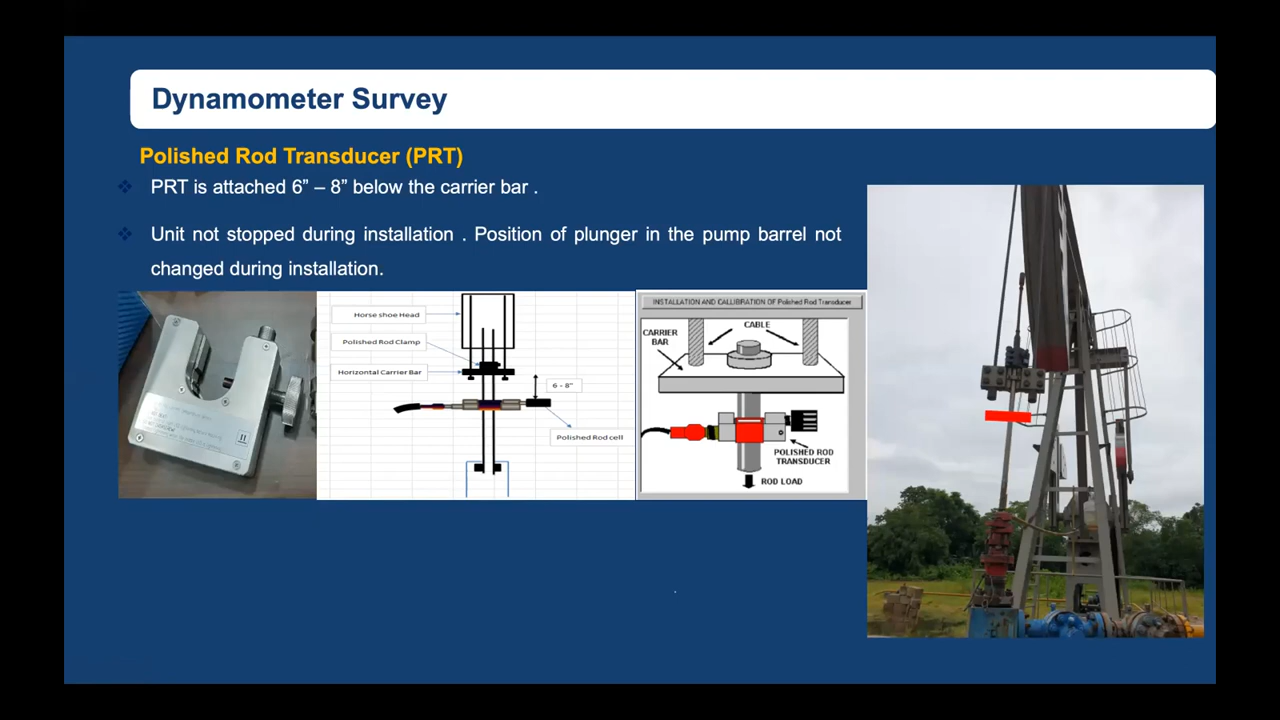 Dynamometer Survey
Polished Rod Transducer (PRT)
PRT is attached 6” – 8” below the carrier bar .
Unit not stopped during installation . Position of plunger in the pump barrel not
changed during installation.
Horse shoe Head
Polished Rod Clamp
Horizontal Carrier Bar
6 – 8"
Polished Rod cell
INSTALLATION AND CALLIBRATION OF Polished Rod Transducer
CABLE
CARRIER
BAR
POLISHED ROD
TRANSDUCER
ROD LOAD